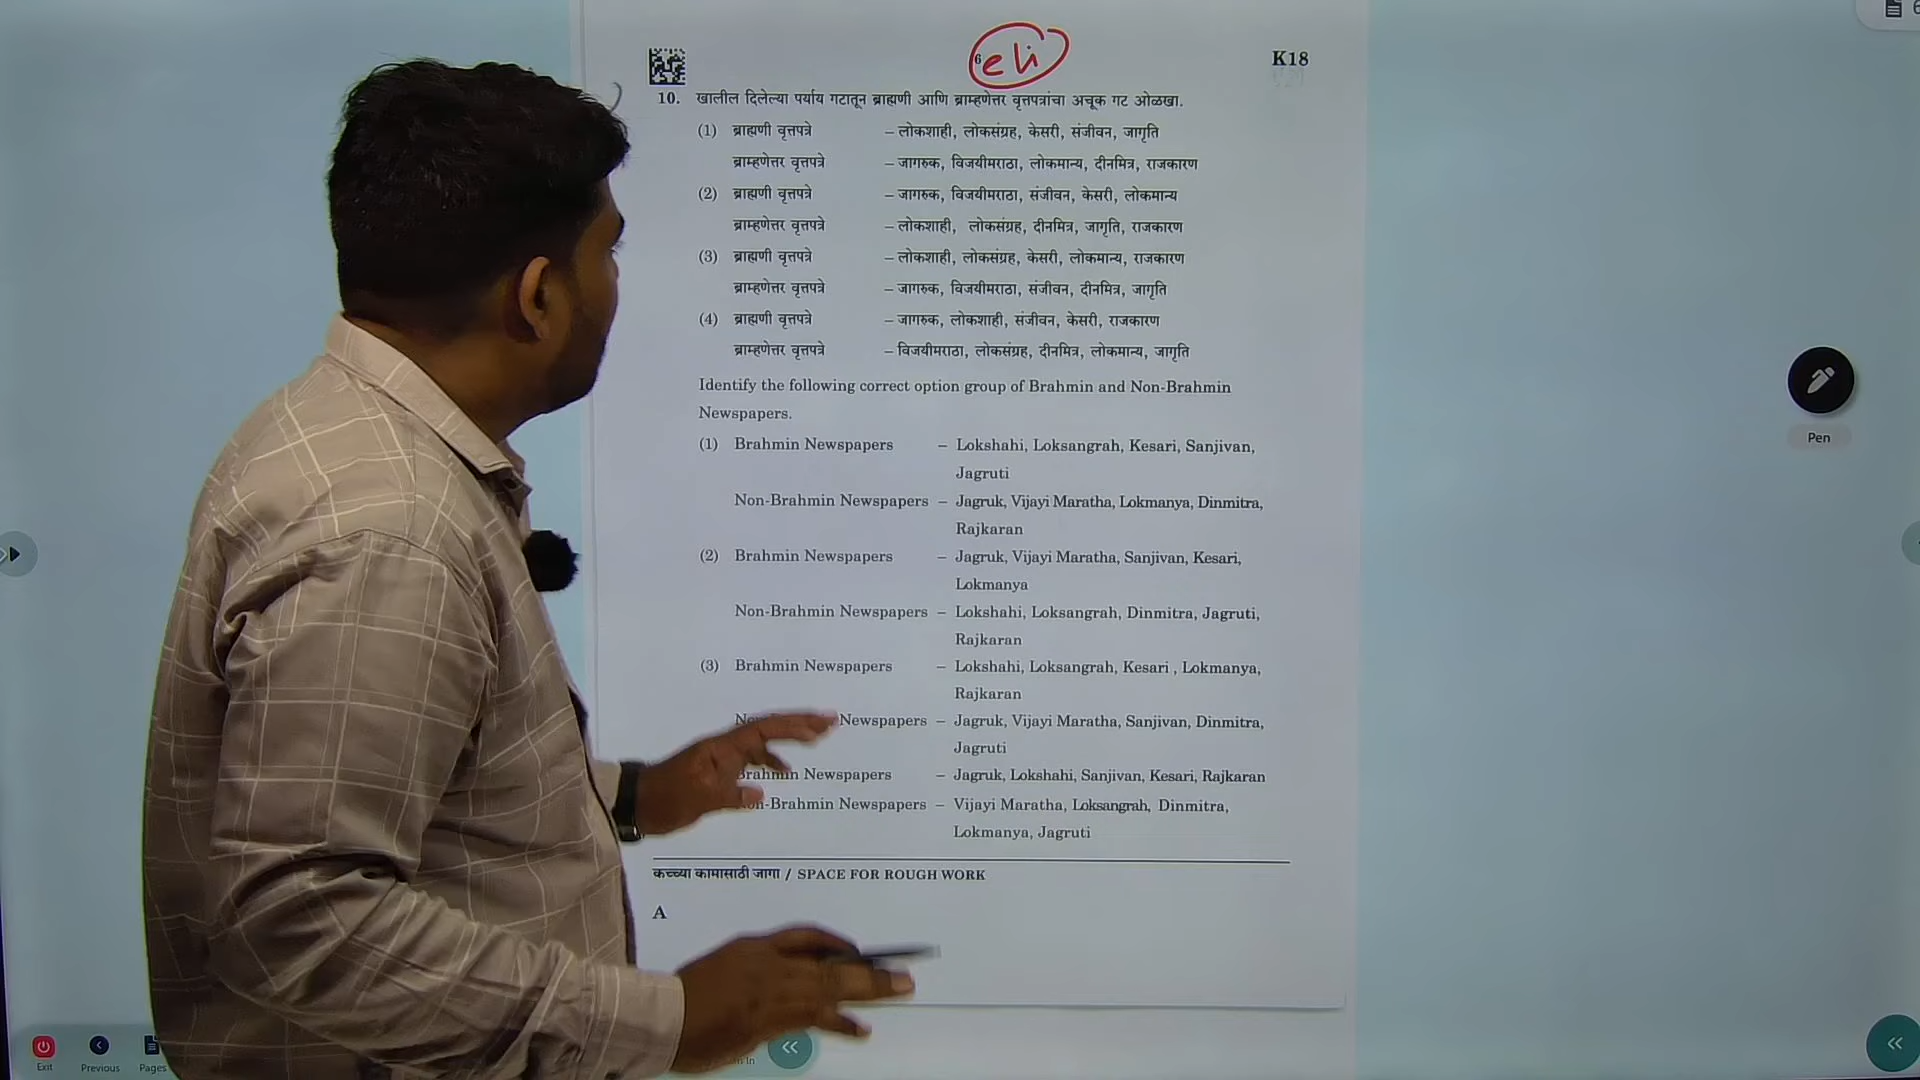 6
eli
K18
10. खालील दिलेल्या पर्याय गटातून ब्राह्मणी आणि ब्राम्हणेत्तर वृत्तपत्रांचा अचूक गट ओळखा.
(1) ब्राह्मणी वृत्तपत्रे – लोकशाही, लोकसंग्रह, केसरी, संजीवन, जागृति
ब्राम्हणेत्तर वृत्तपत्रे – जागरुक, विजयीमराठा, लोकमान्य, दीनमित्र, राजकारण
(2) ब्राह्मणी वृत्तपत्रे – जागरुक, विजयीमराठा, संजीवन, केसरी, लोकमान्य
ब्राम्हणेत्तर वृत्तपत्रे – लोकशाही, लोकसंग्रह, दीनमित्र, जागृति, राजकारण
(3) ब्राह्मणी वृत्तपत्रे – लोकशाही, लोकसंग्रह, केसरी, लोकमान्य, राजकारण
ब्राम्हणेत्तर वृत्तपत्रे – जागरुक, विजयीमराठा, संजीवन, दीनमित्र, जागृति
(4) ब्राह्मणी वृत्तपत्रे – जागरुक, लोकशाही, संजीवन, केसरी, राजकारण
ब्राम्हणेत्तर वृत्तपत्रे – विजयीमराठा, लोकसंग्रह, दीनमित्र, लोकमान्य, जागृति
Identify the following correct option group of Brahmin and Non-Brahmin
Newspapers.
(1) Brahmin Newspapers – Lokshahi, Loksangrah, Kesari, Sanjivan,
Jagruti
Non-Brahmin Newspapers – Jagruk, Vijayi Maratha, Lokmanya, Dinmitra,
Rajkaran
(2) Brahmin Newspapers – Jagruk, Vijayi Maratha, Sanjivan, Kesari,
Lokmanya
Non-Brahmin Newspapers – Lokshahi, Loksangrah, Dinmitra, Jagruti,
Rajkaran
(3) Brahmin Newspapers – Lokshahi, Loksangrah, Kesari , Lokmanya,
Rajkaran
Newspapers – Jagruk, Vijayi Maratha, Sanjivan, Dinmitra,
Jagruti
Brahmin Newspapers – Jagruk, Lokshahi, Sanjivan, Kesari, Rajkaran
Non-Brahmin Newspapers – Vijayi Maratha, Loksangrah, Dinmitra,
Lokmanya, Jagruti
कच्च्या कामासाठी जागा / SPACE FOR ROUGH WORK
A
Pen
Exit Previous Pages